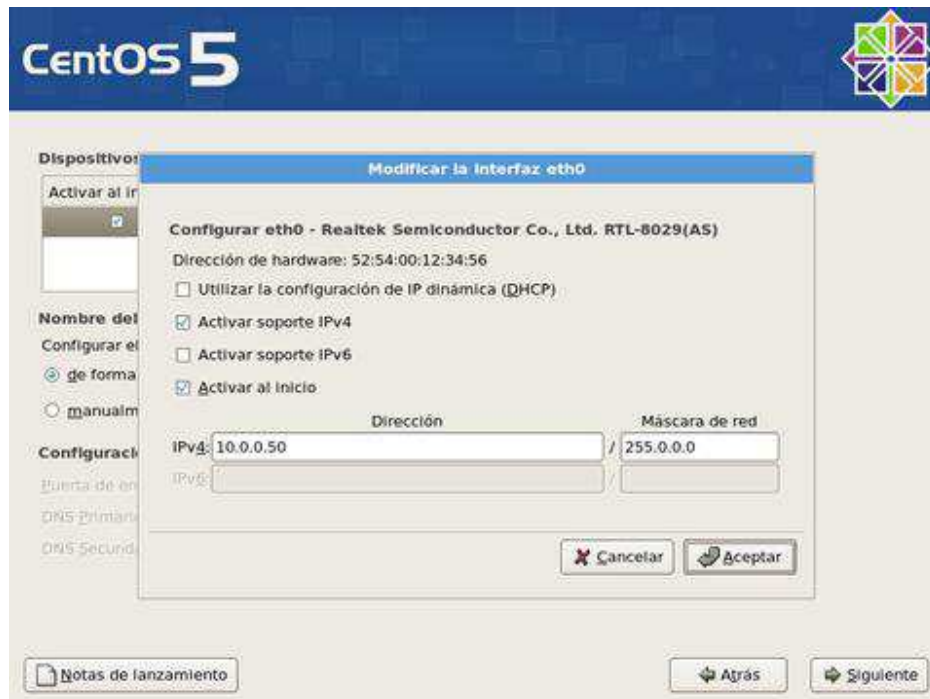 CentOS 5
Dispositivos
Modificar la interfaz eth0
Activar al in
Configurar eth0 - Realtek Semiconductor Co., Ltd. RTL-8029(AS)
Dirección de hardware: 52:54:00:12:34:56
Utilizar la configuración de IP dinámica (DHCP)
Nombre del
Activar soporte IPv4
Configurar el
Activar soporte IPv6
de forma
Activar al inicio
manualm
Dirección
Máscara de red
Configuraci
IPv4: 10.0.0.50 / 255.0.0.0
Puerta de en
IPv6: /
DNS Primari
DNS Secund
Cancelar
Aceptar
Notas de lanzamiento
Atrás
Siguiente